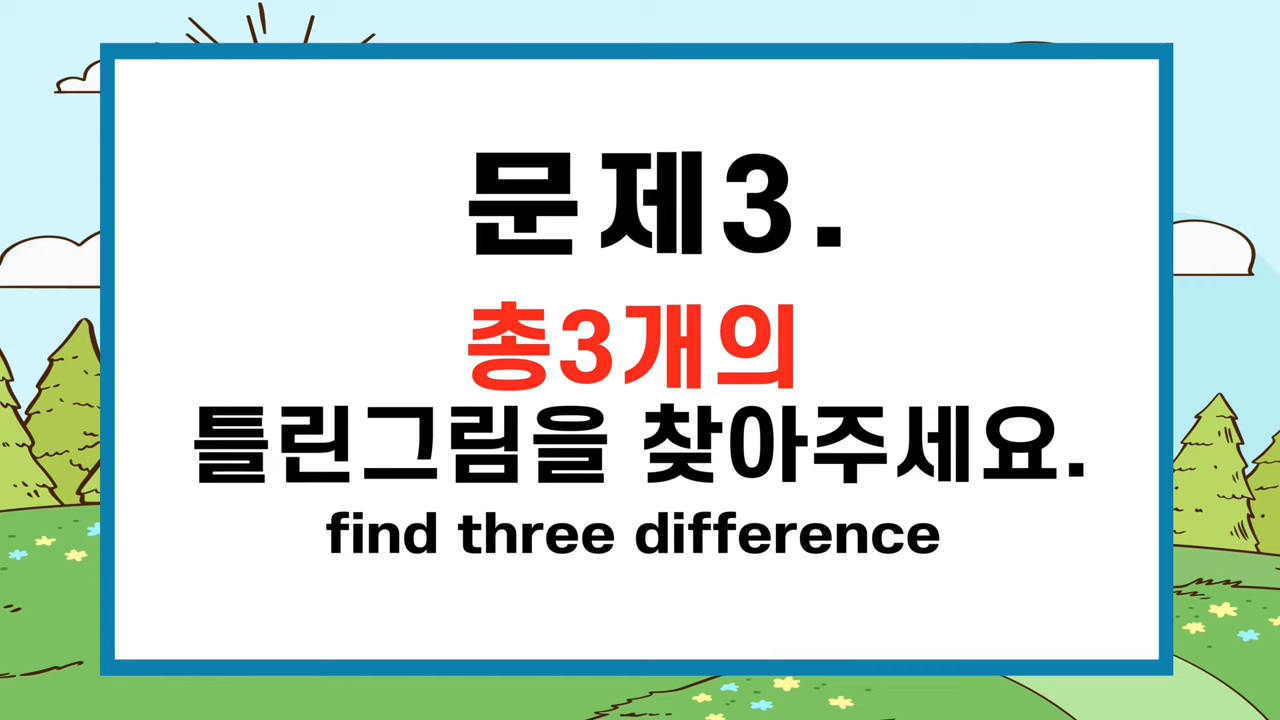 문제3.
총3개의
틀린그림을 찾아주세요.
find three difference